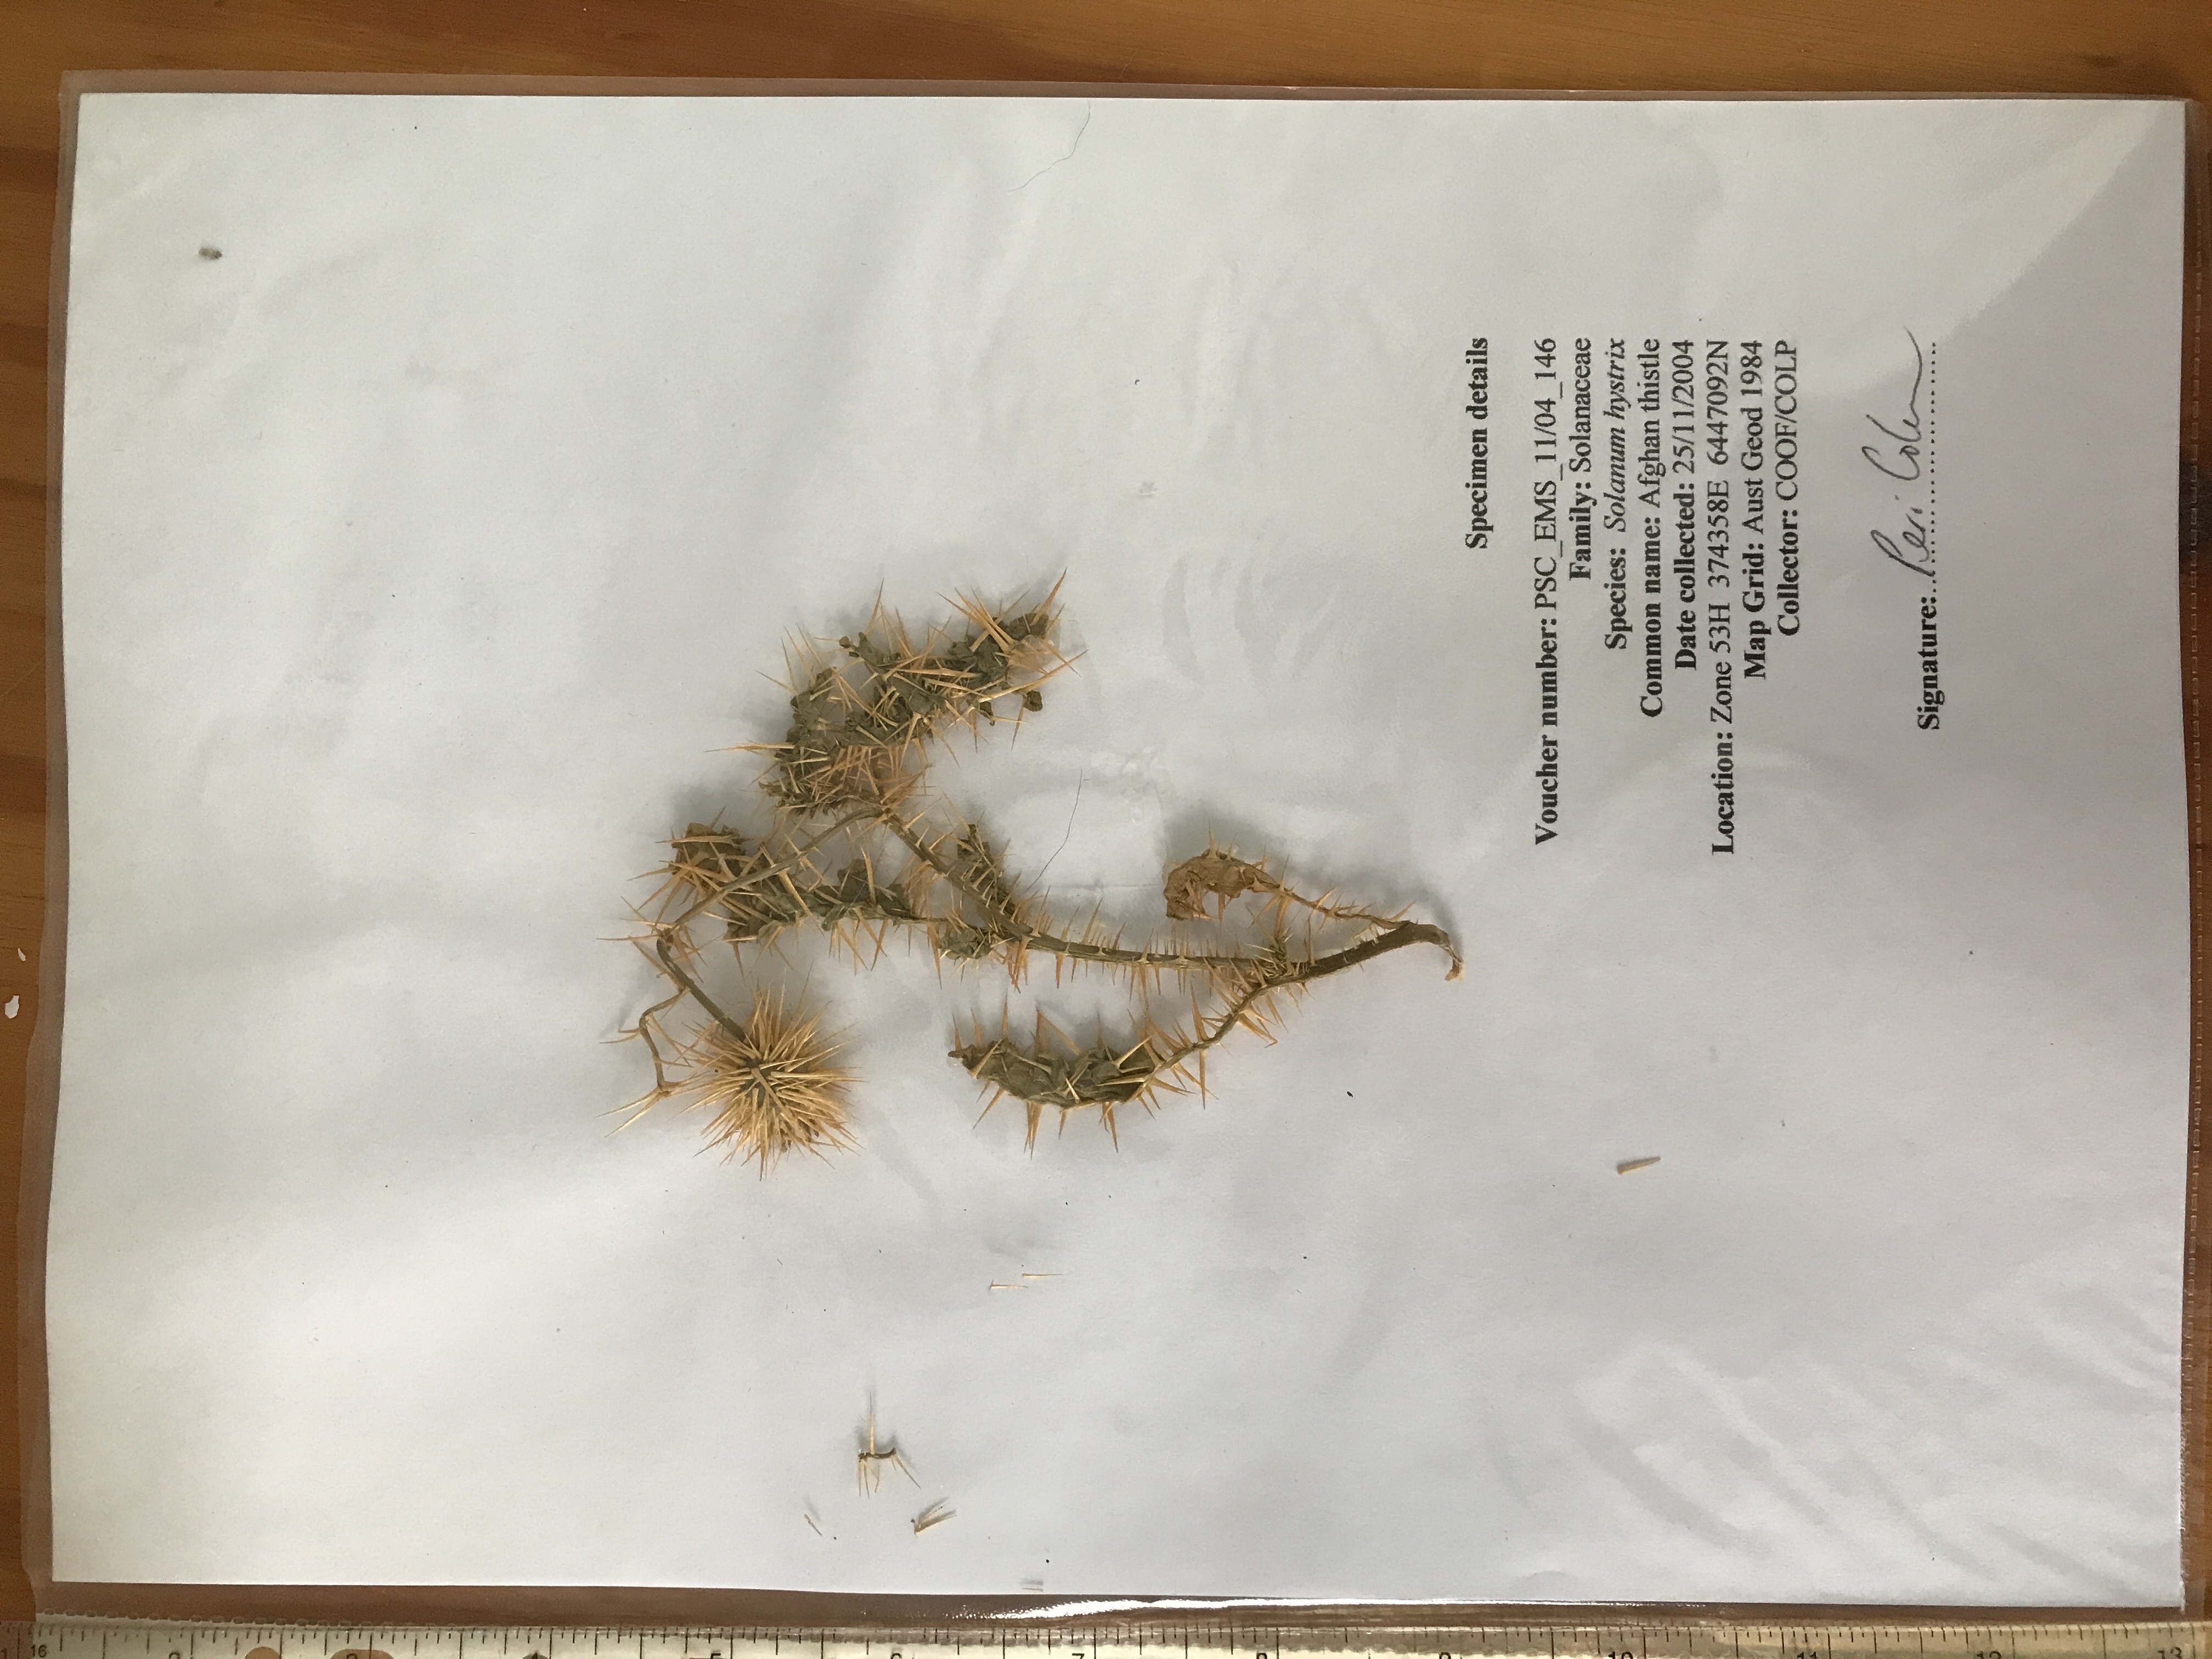 Specimen details
Voucher number: PSC_EMS_11/04_146
Family: Solanaceae
Species: Solanum hystrix
Common name: Afghan thistle
Date collected: 25/11/2004
Location: Zone 53H 374358E 6447092N
Map Grid: Aust Geod 1984
Collector: COOF/COLP
Signature: Peri Coleman